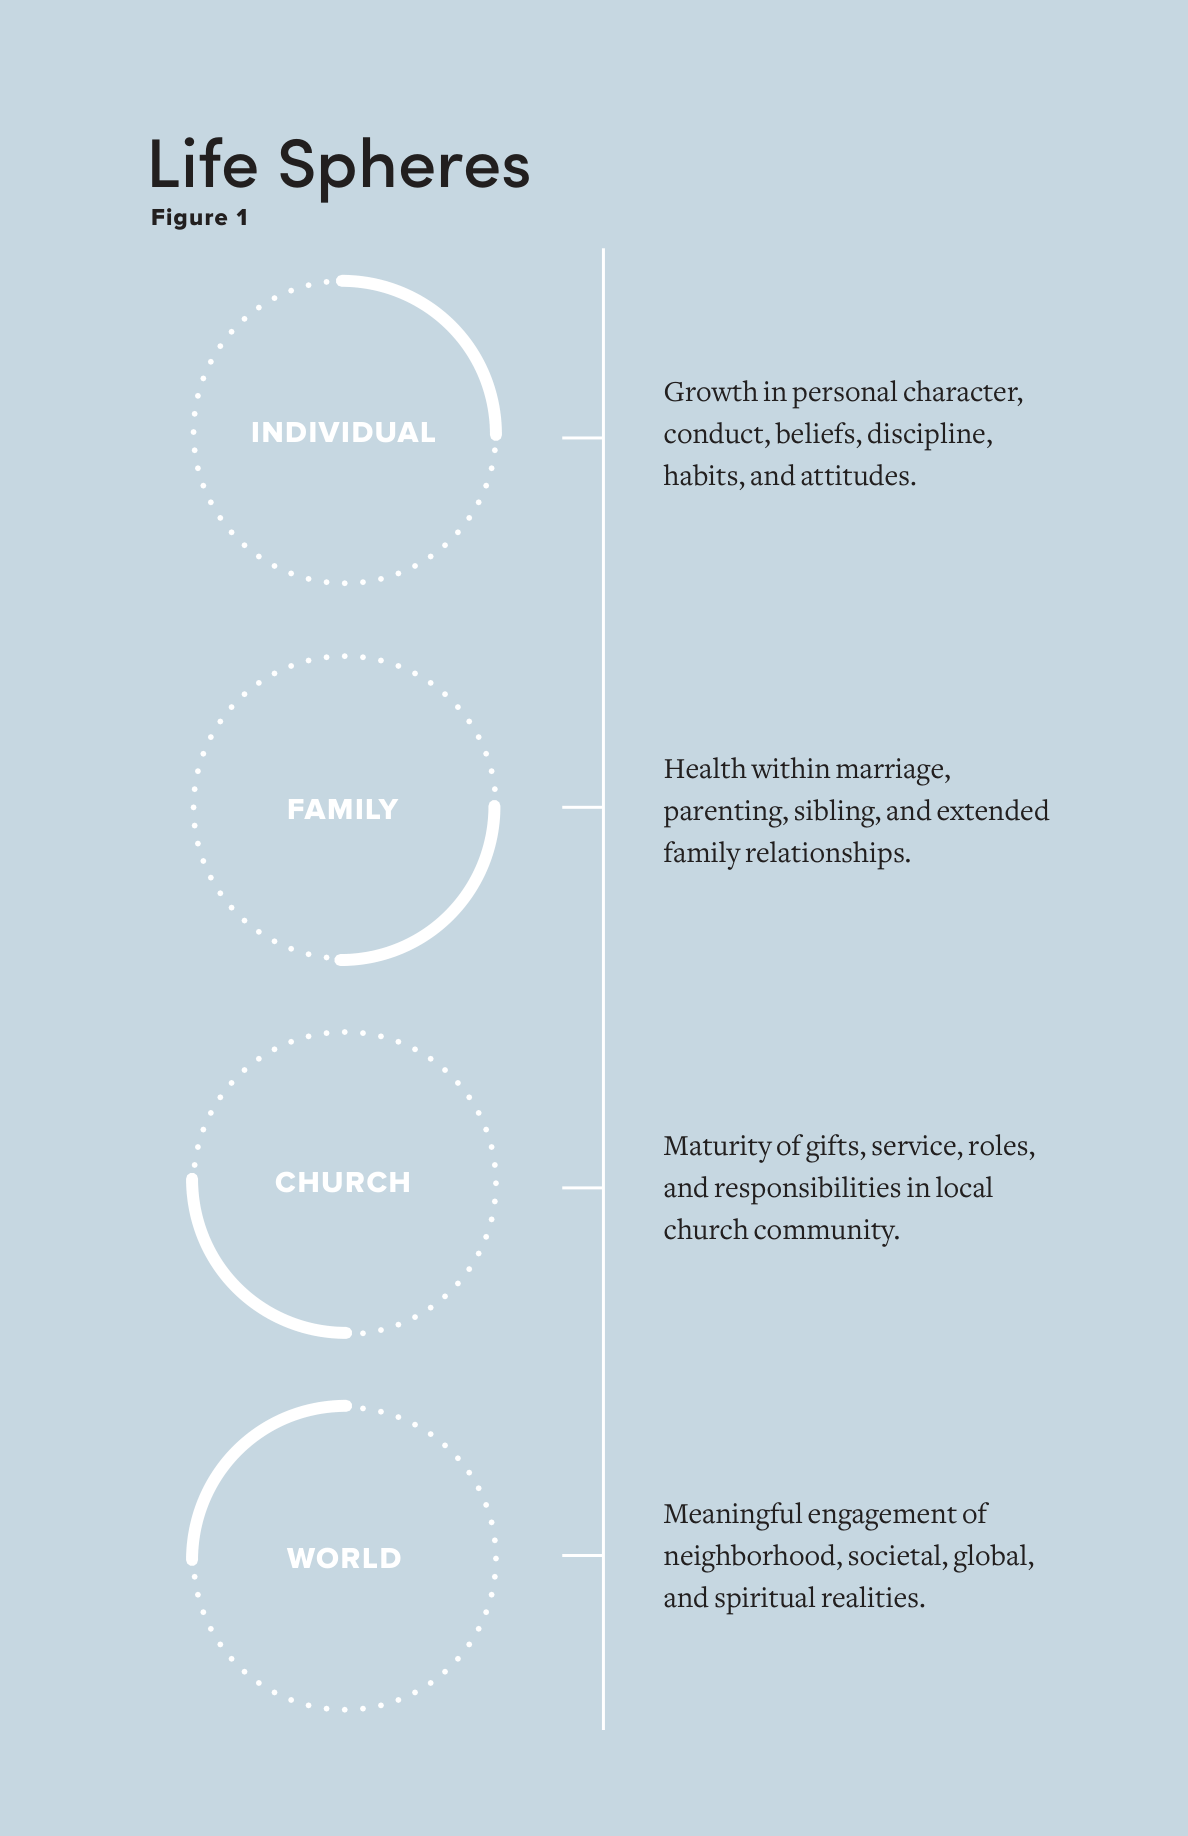 Life Spheres
Figure 1
INDIVIDUAL
Growth in personal character,
conduct, beliefs, discipline,
habits, and attitudes.
FAMILY
Health within marriage,
parenting, sibling, and extended
family relationships.
CHURCH
Maturity of gifts, service, roles,
and responsibilities in local
church community.
WORLD
Meaningful engagement of
neighborhood, societal, global,
and spiritual realities.